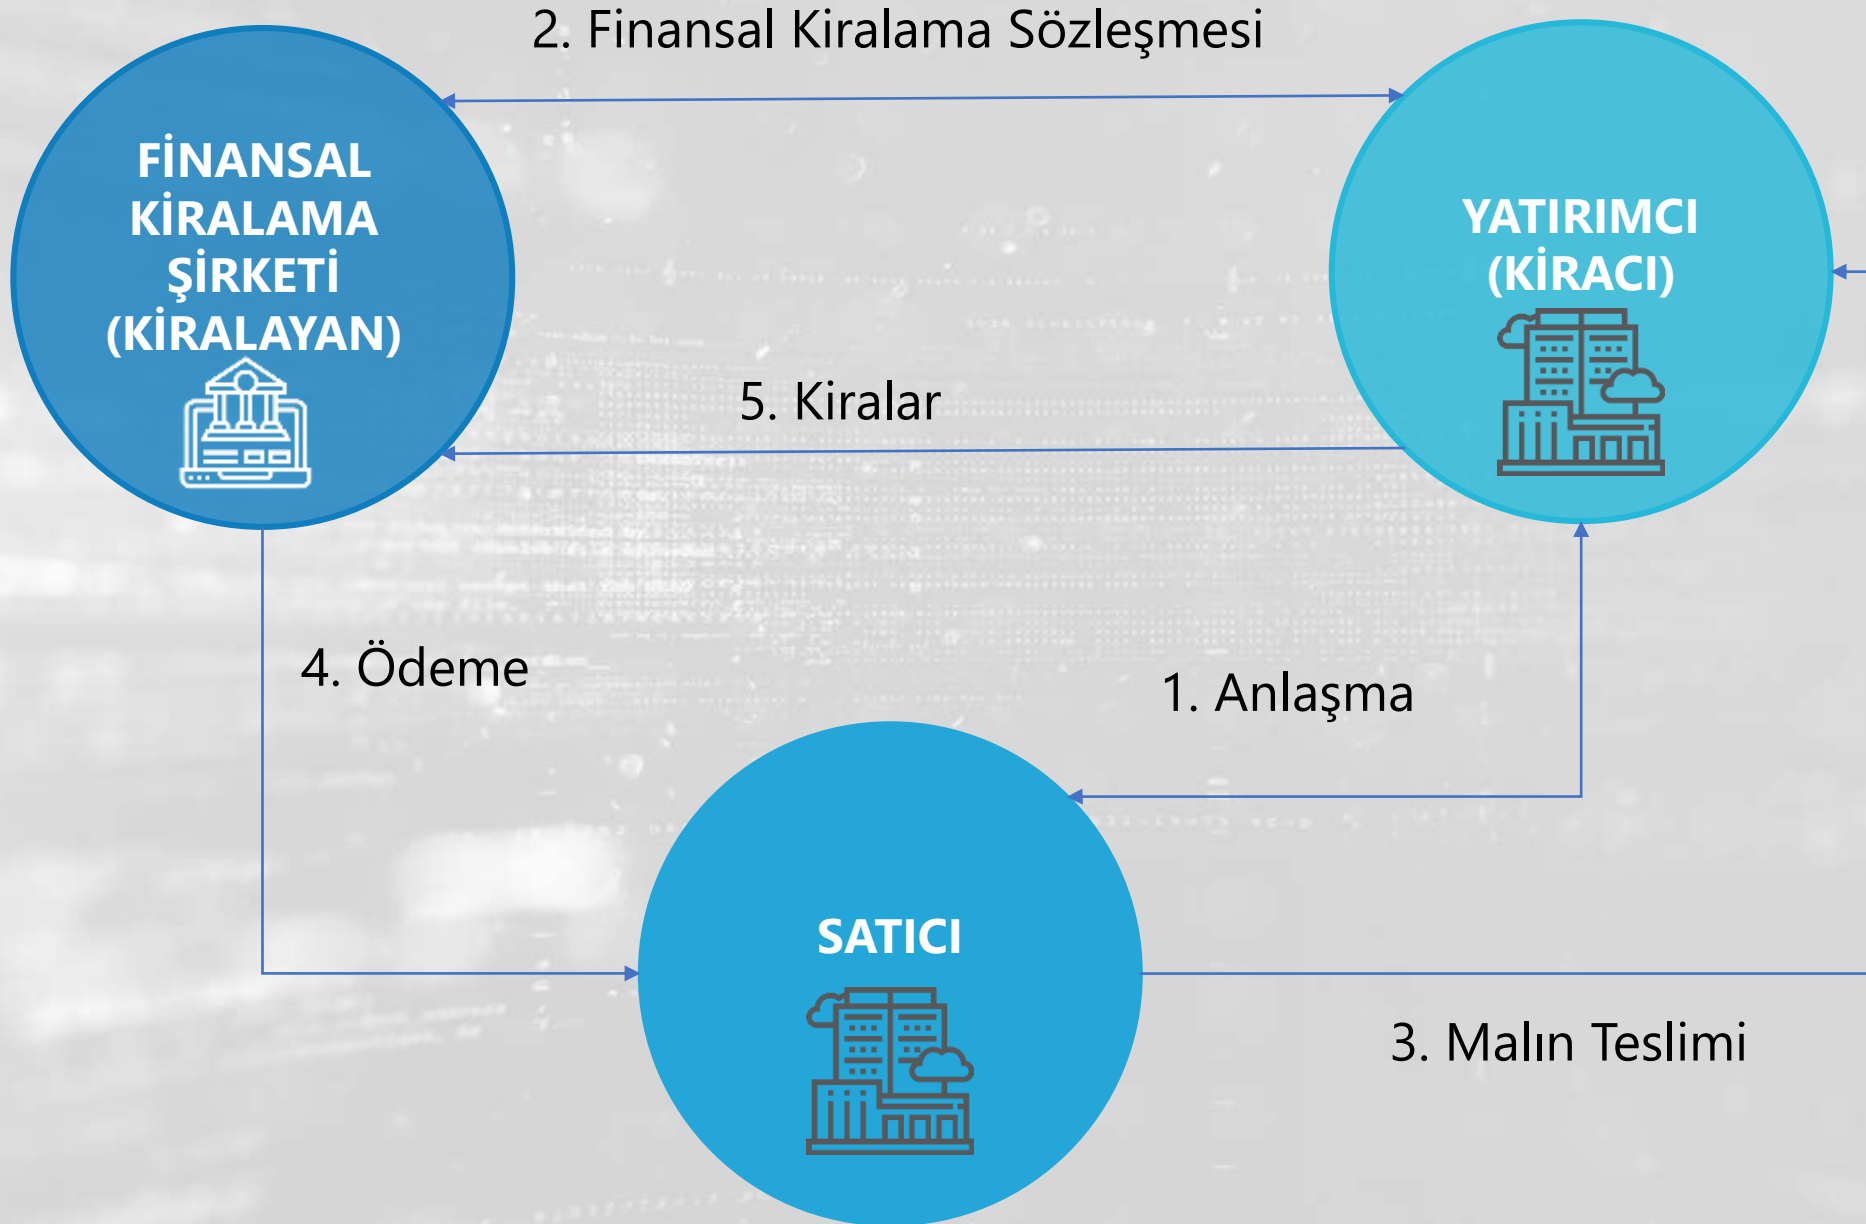 2. Finansal Kiralama Sözleşmesi
FİNANSAL
KİRALAMA
ŞİRKETİ
(KİRALAYAN)
YATIRIMCI
(KİRACI)
5. Kiralar
4. Ödeme
1. Anlaşma
SATICI
3. Malın Teslimi